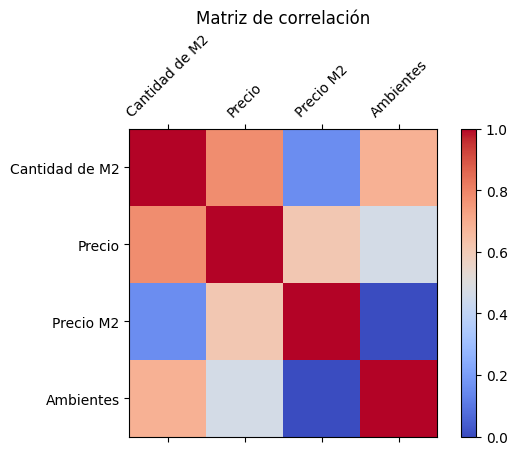 Matriz de correlación
Cantidad de M2
Precio
Precio M2
Ambientes
Cantidad de M2
Precio
Precio M2
Ambientes
1.0
0.8
0.6
0.4
0.2
0.0